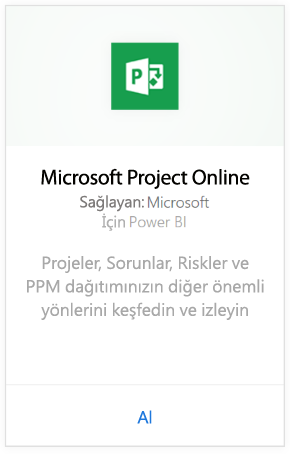 Microsoft Project Online
Sağlayan: Microsoft
İçin Power BI
Projeler, Sorunlar, Riskler ve
PPM dağıtımınızın diğer önemli
yönlerini keşfedin ve izleyin
Al